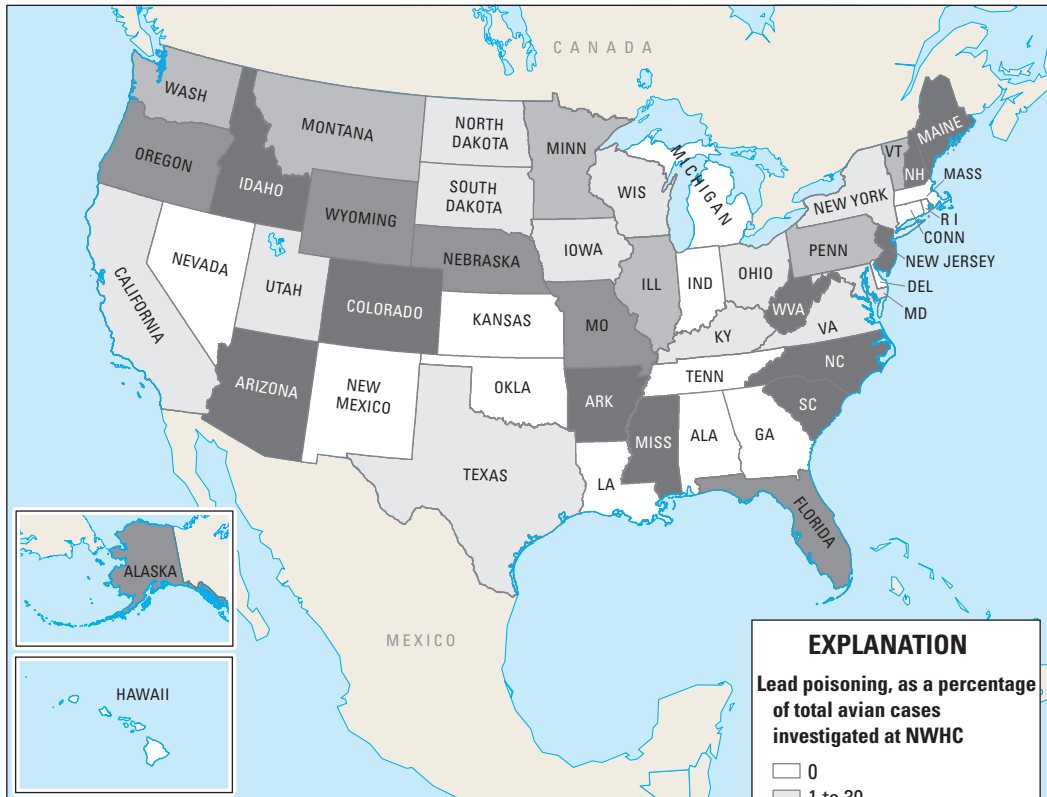 CANADA
WASH
MONTANA
NORTH
DAKOTA
MINN
OREGON
IDAHO
SOUTH
DAKOTA
WIS
MICHIGAN
VT
MAINE
NH
MASS
NEW YORK
R I
CONN
WYOMING
IOWA
PENN
NEW JERSEY
NEBRASKA
NEVADA
UTAH
COLORADO
ILL
IND
OHIO
DEL
WVA
MD
CALIFORNIA
KANSAS
MO
KY
VA
ARIZONA
NEW
MEXICO
OKLA
ARK
TENN
NC
SC
MISS
ALA
GA
TEXAS
LA
FLORIDA
ALASKA
MEXICO
HAWAII
EXPLANATION
Lead poisoning, as a percentage
of total avian cases
investigated at NWHC
0
1 to 20